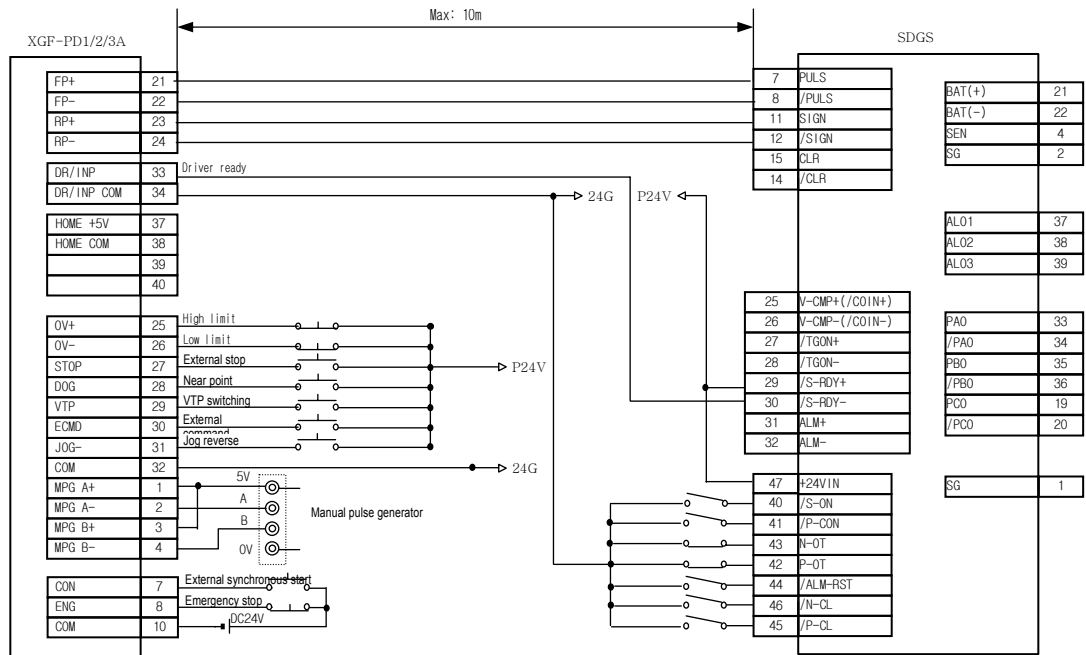 Max: 10m
XGF-PD1/2/3A
SDGS
FP+ 21
FP- 22
RP+ 23
RP- 24
DR/INP 33 Driver ready
DR/INP COM 34
24G
P24V
HOME +5V 37
HOME COM 38
39
40
OV+ 25 High limit
OV- 26 Low limit
STOP 27 External stop
DOG 28 Near point
VTP 29 VTP switching
ECMD 30 External command
JOG- 31 Jog reverse
COM 32
P24V
24G
MPG A+ 1
MPG A- 2
MPG B+ 3
MPG B- 4
5V
A
B
0V
Manual pulse generator
CON 7 External synchronous start
ENG 8 Emergency stop
COM 10 DC24V
7 PULS
8 /PULS
11 SIGN
12 /SIGN
15 CLR
14 /CLR
25 V-CMP+(/COIN+)
26 V-CMP-(/COIN-)
27 /TGON+
28 /TGON-
29 /S-RDY+
30 /S-RDY-
31 ALM+
32 ALM-
47 +24VIN
40 /S-ON
41 /P-CON
43 N-OT
42 P-OT
44 /ALM-RST
46 /N-CL
45 /P-CL
BAT(+) 21
BAT(-) 22
SEN 4
SG 2
ALO1 37
ALO2 38
ALO3 39
PAO 33
/PAO 34
PBO 35
/PBO 36
PCO 19
/PCO 20
SG 1